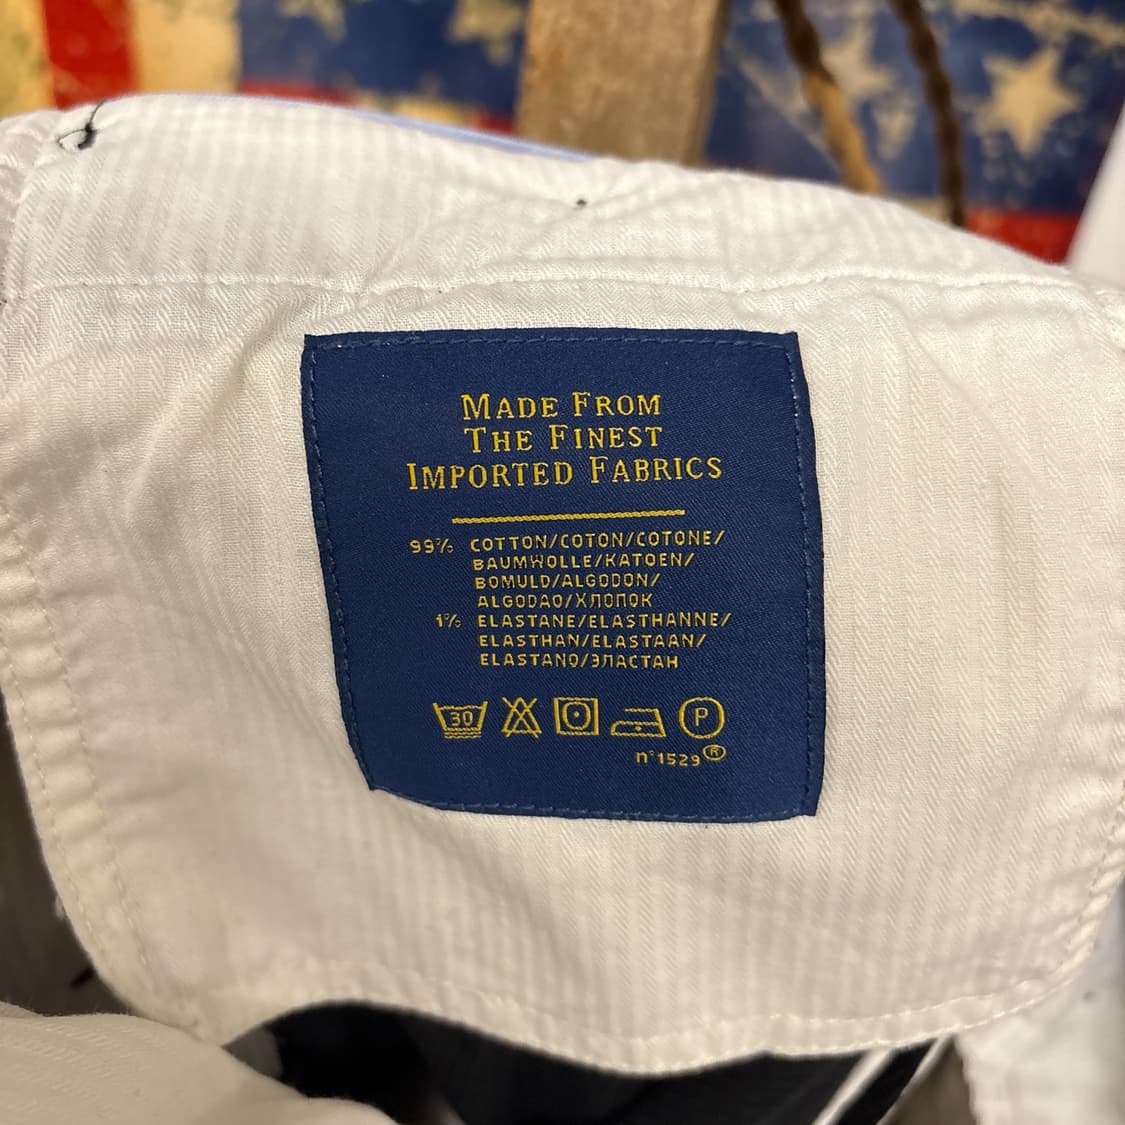 MADE FROM
THE FINEST
IMPORTED FABRICS
99% COTTON/COTON/COTONE/
BAUMWOLLE/KATOEN/
BOMULD/ALGODON/
ALGODAO/ХЛОПОК
1% ELASTANE/ELASTHANNE/
ELASTHAN/ELASTAAN/
ELASTANO/ЭЛАСТАН
30 P
n°1529®